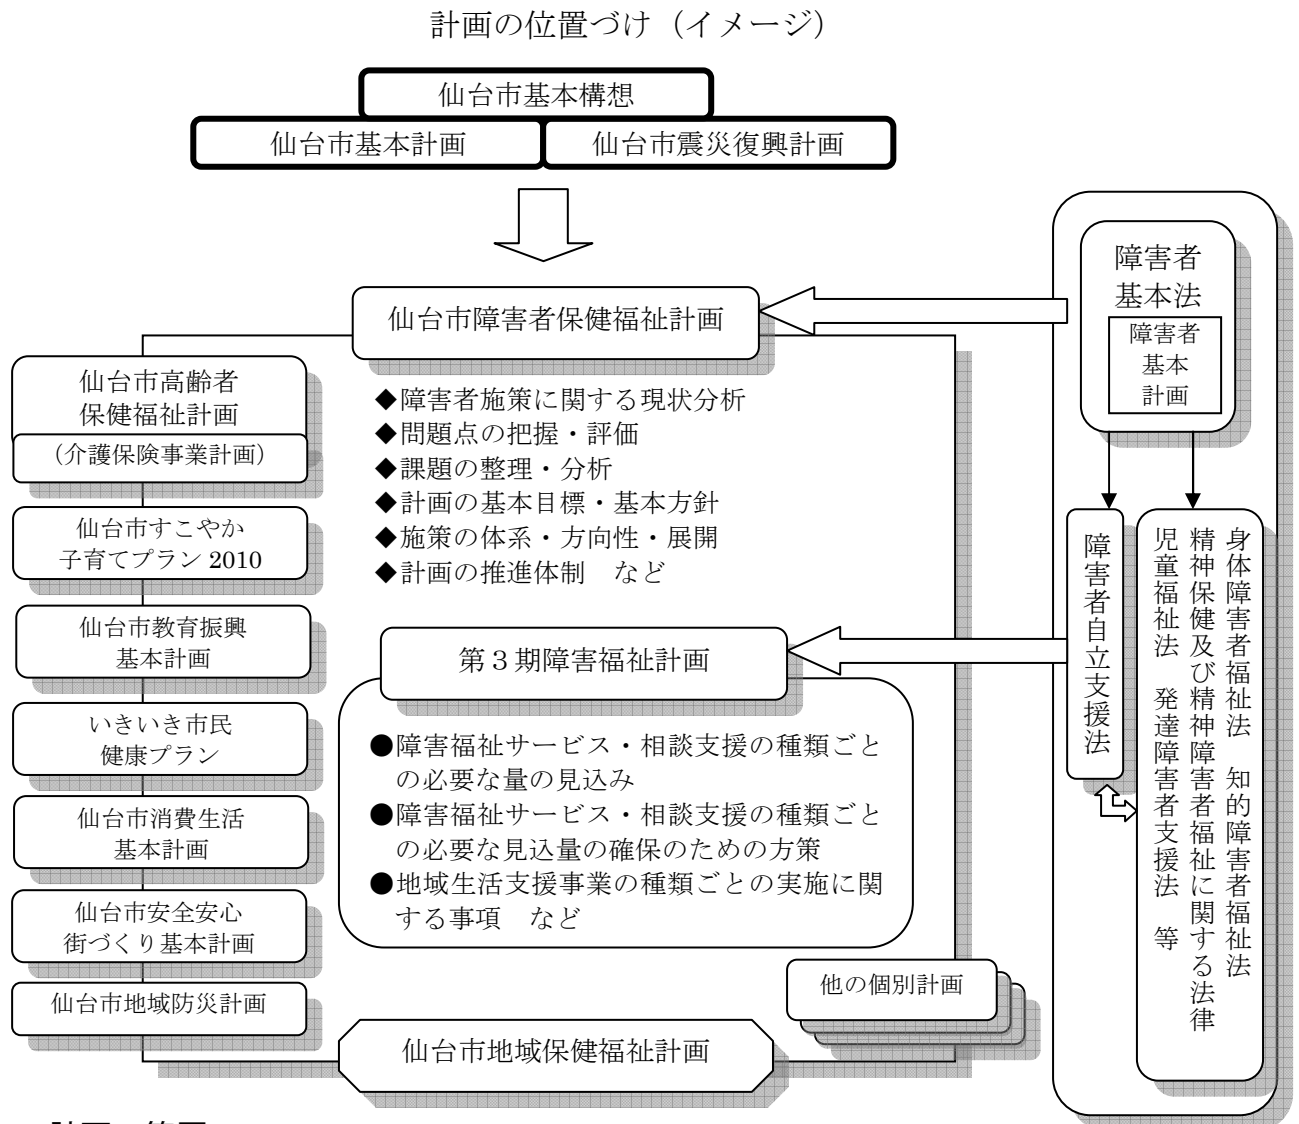 計画の位置づけ（イメージ）
仙台市基本構想
仙台市基本計画
仙台市震災復興計画
仙台市障害者保健福祉計画
◆障害者施策に関する現状分析
◆問題点の把握・評価
◆課題の整理・分析
◆計画の基本目標・基本方針
◆施策の体系・方向性・展開
◆計画の推進体制　など
第３期障害福祉計画
●障害福祉サービス・相談支援の種類ごと
の必要な量の見込み
●障害福祉サービス・相談支援の種類ごと
の必要な見込量の確保のための方策
●地域生活支援事業の種類ごとの実施に関
する事項　など
仙台市高齢者
保健福祉計画
（介護保険事業計画）
仙台市すこやか
子育てプラン 2010
仙台市教育振興
基本計画
いきいき市民
健康プラン
仙台市消費生活
基本計画
仙台市安全安心
街づくり基本計画
仙台市地域防災計画
仙台市地域保健福祉計画
他の個別計画
障害者
基本法
障害者
基本
計画
障害者自立支援法
身体障害者福祉法　知的障害者福祉法
精神保健及び精神障害者福祉に関する法律
児童福祉法　発達障害者支援法　等